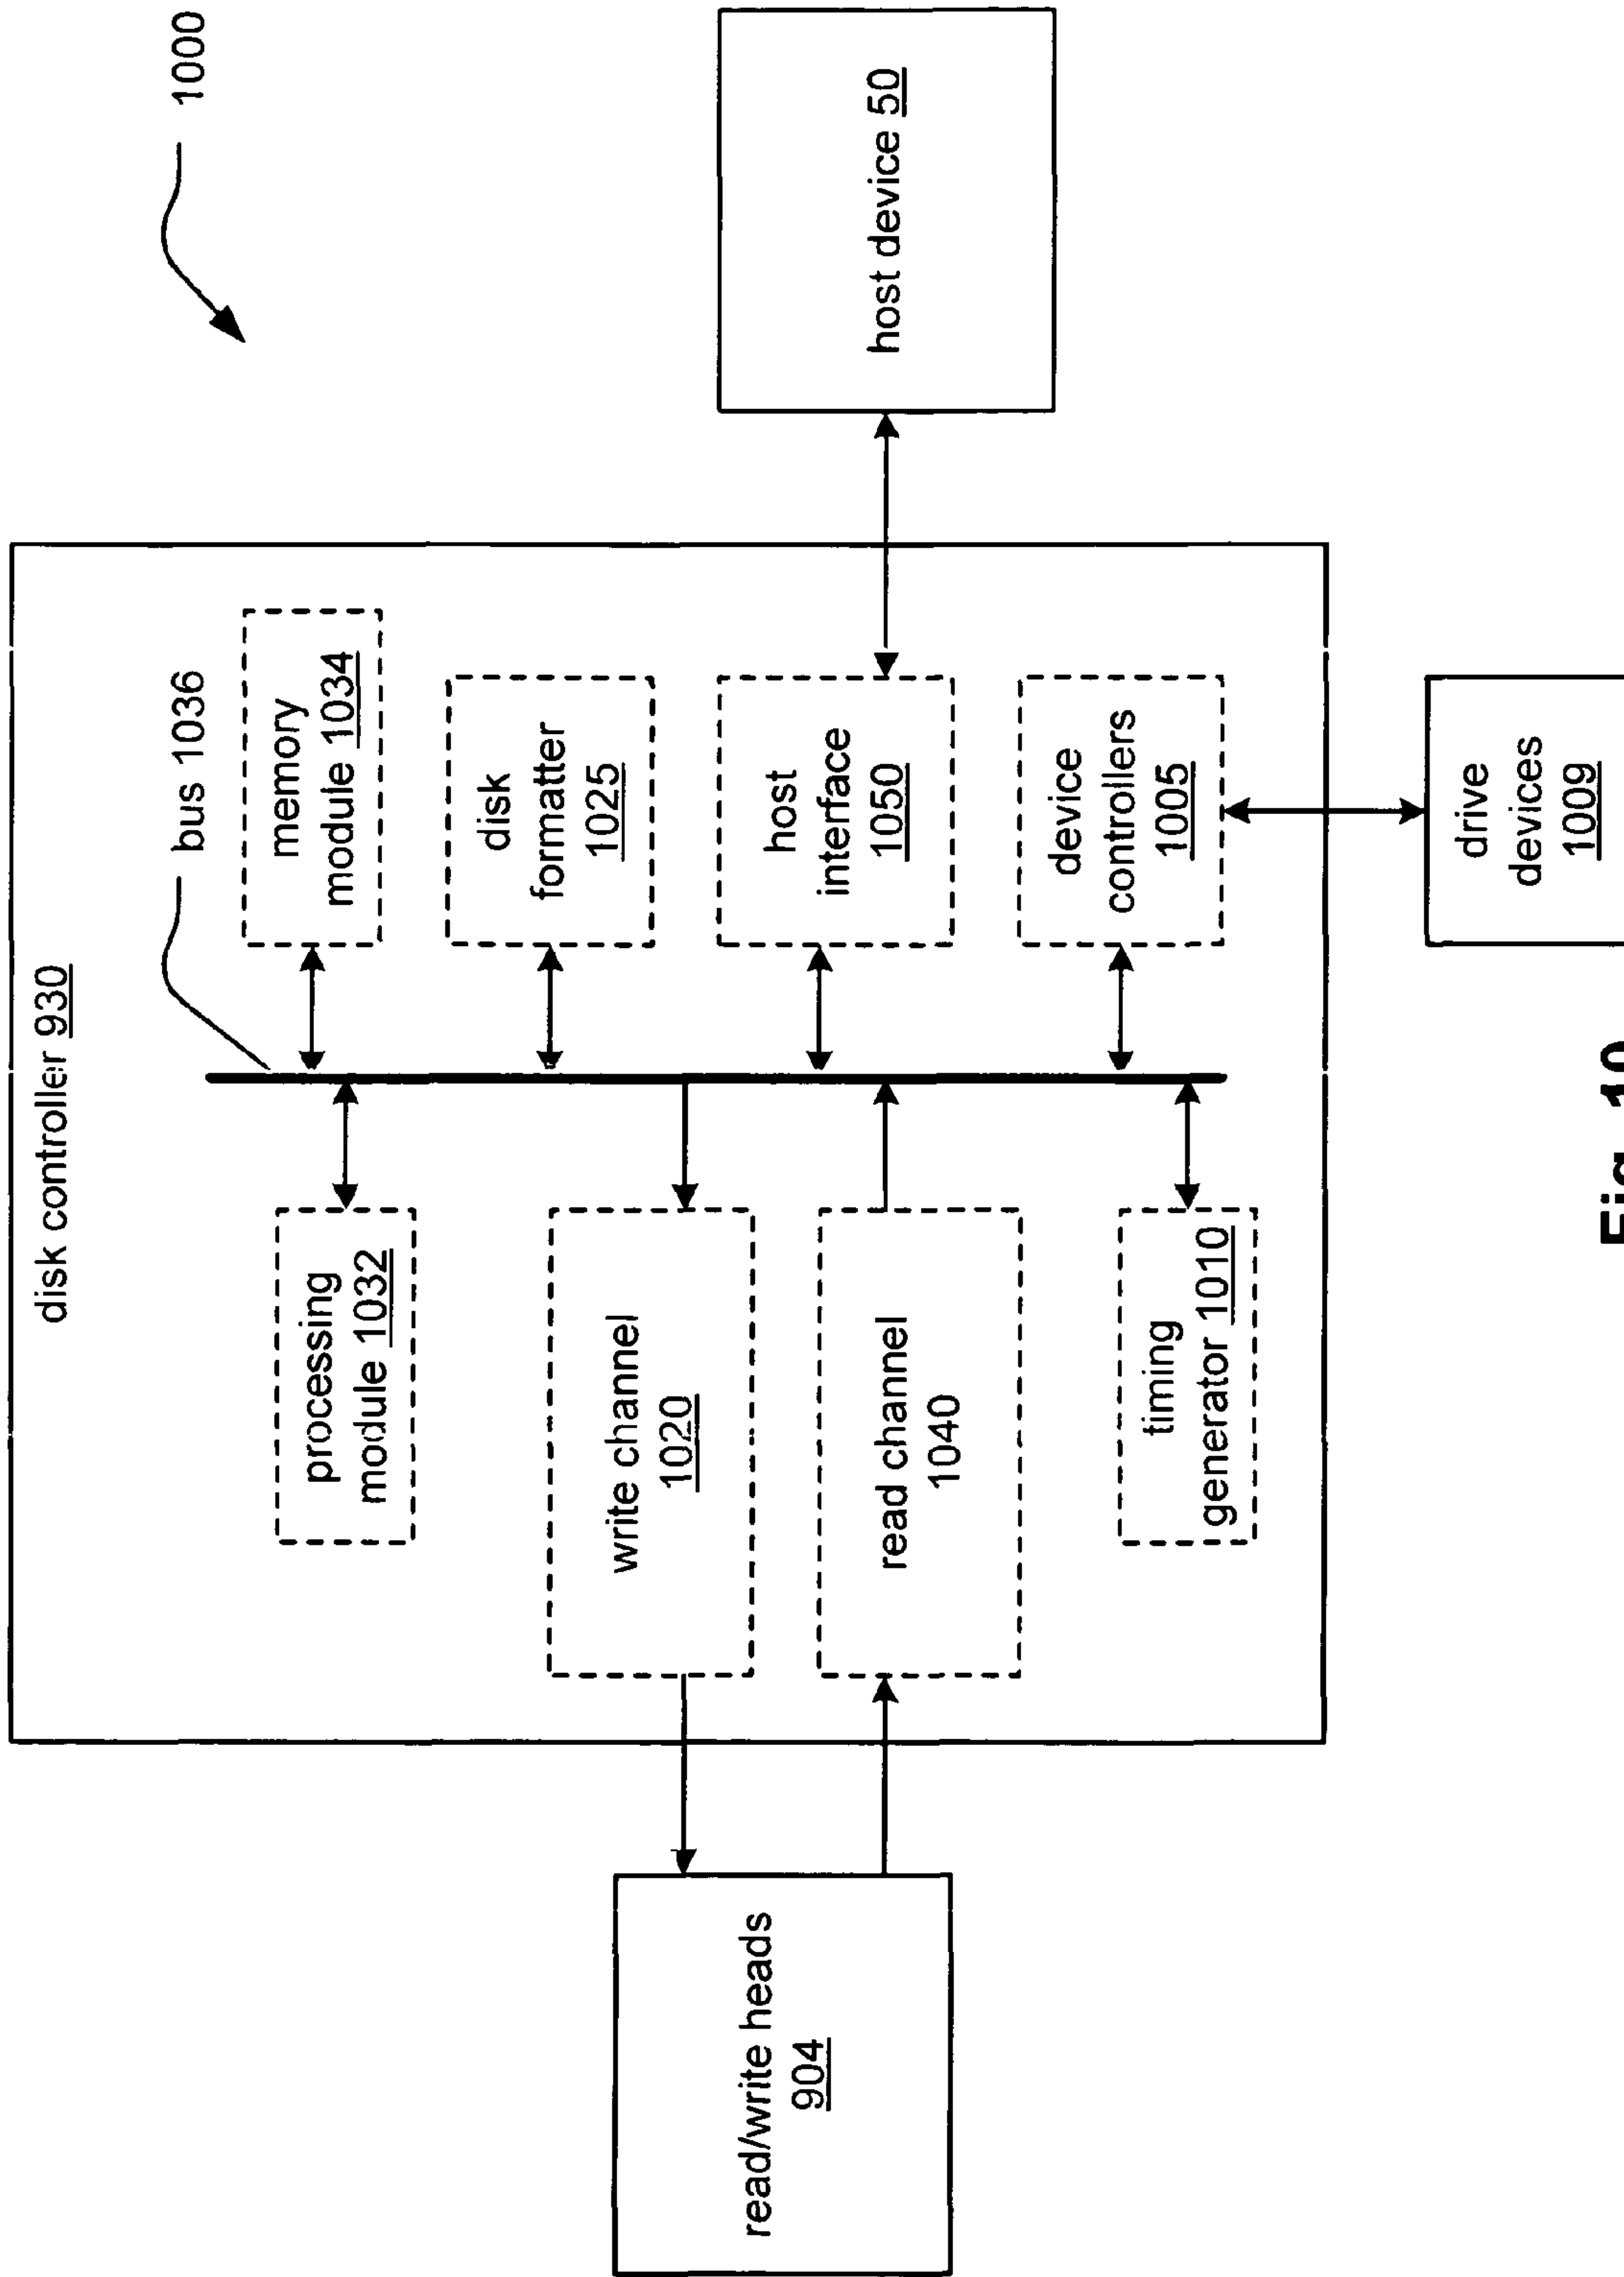 1000
disk controller 930
bus 1036
processing
module 1032
memory
module 1034
write channel
1020
disk
formatter
1025
read/write heads
904
read channel
1040
host
interface
1050
host device 50
timing
generator 1010
device
controllers
1005
drive
devices
1009
Fig. 10